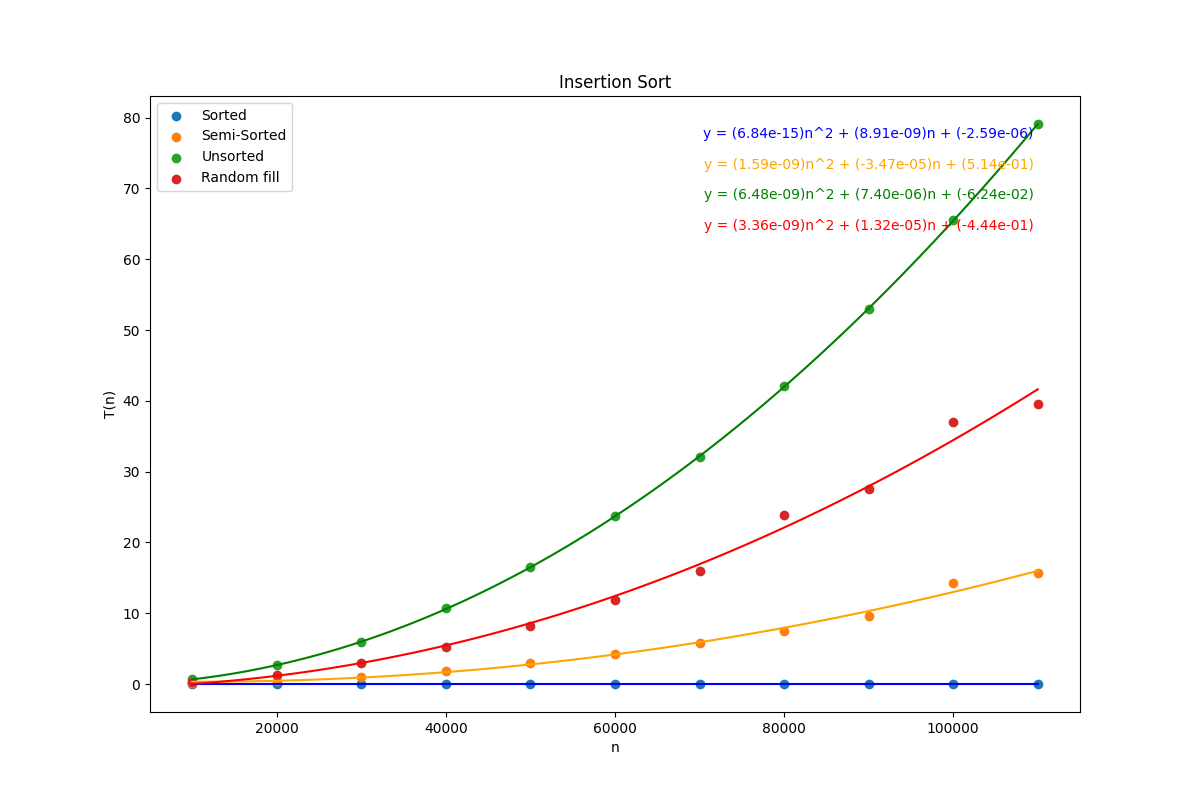 Insertion Sort
Sorted
Semi-Sorted
Unsorted
Random fill
y = (6.84e-15)n^2 + (8.91e-09)n + (-2.59e-06)
y = (1.59e-09)n^2 + (-3.47e-05)n + (5.14e-01)
y = (6.48e-09)n^2 + (7.40e-06)n + (-6.24e-02)
y = (3.36e-09)n^2 + (1.32e-05)n + (-4.44e-01)
T(n)
80
70
60
50
40
30
20
10
0
20000 40000 60000 80000 100000
n